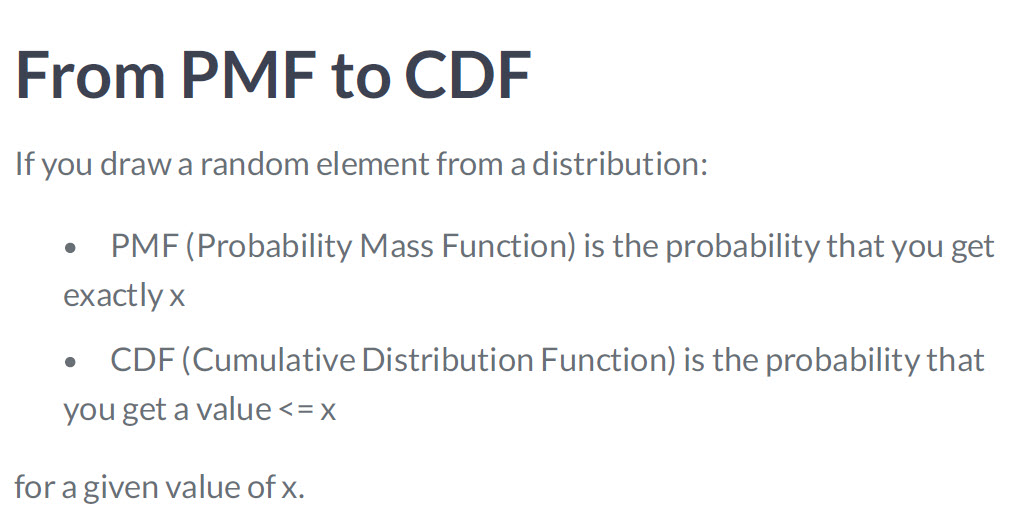 From PMF to CDF
If you draw a random element from a distribution:
• PMF (Probability Mass Function) is the probability that you get
exactly x
• CDF (Cumulative Distribution Function) is the probability that
you get a value <= x
for a given value of x.